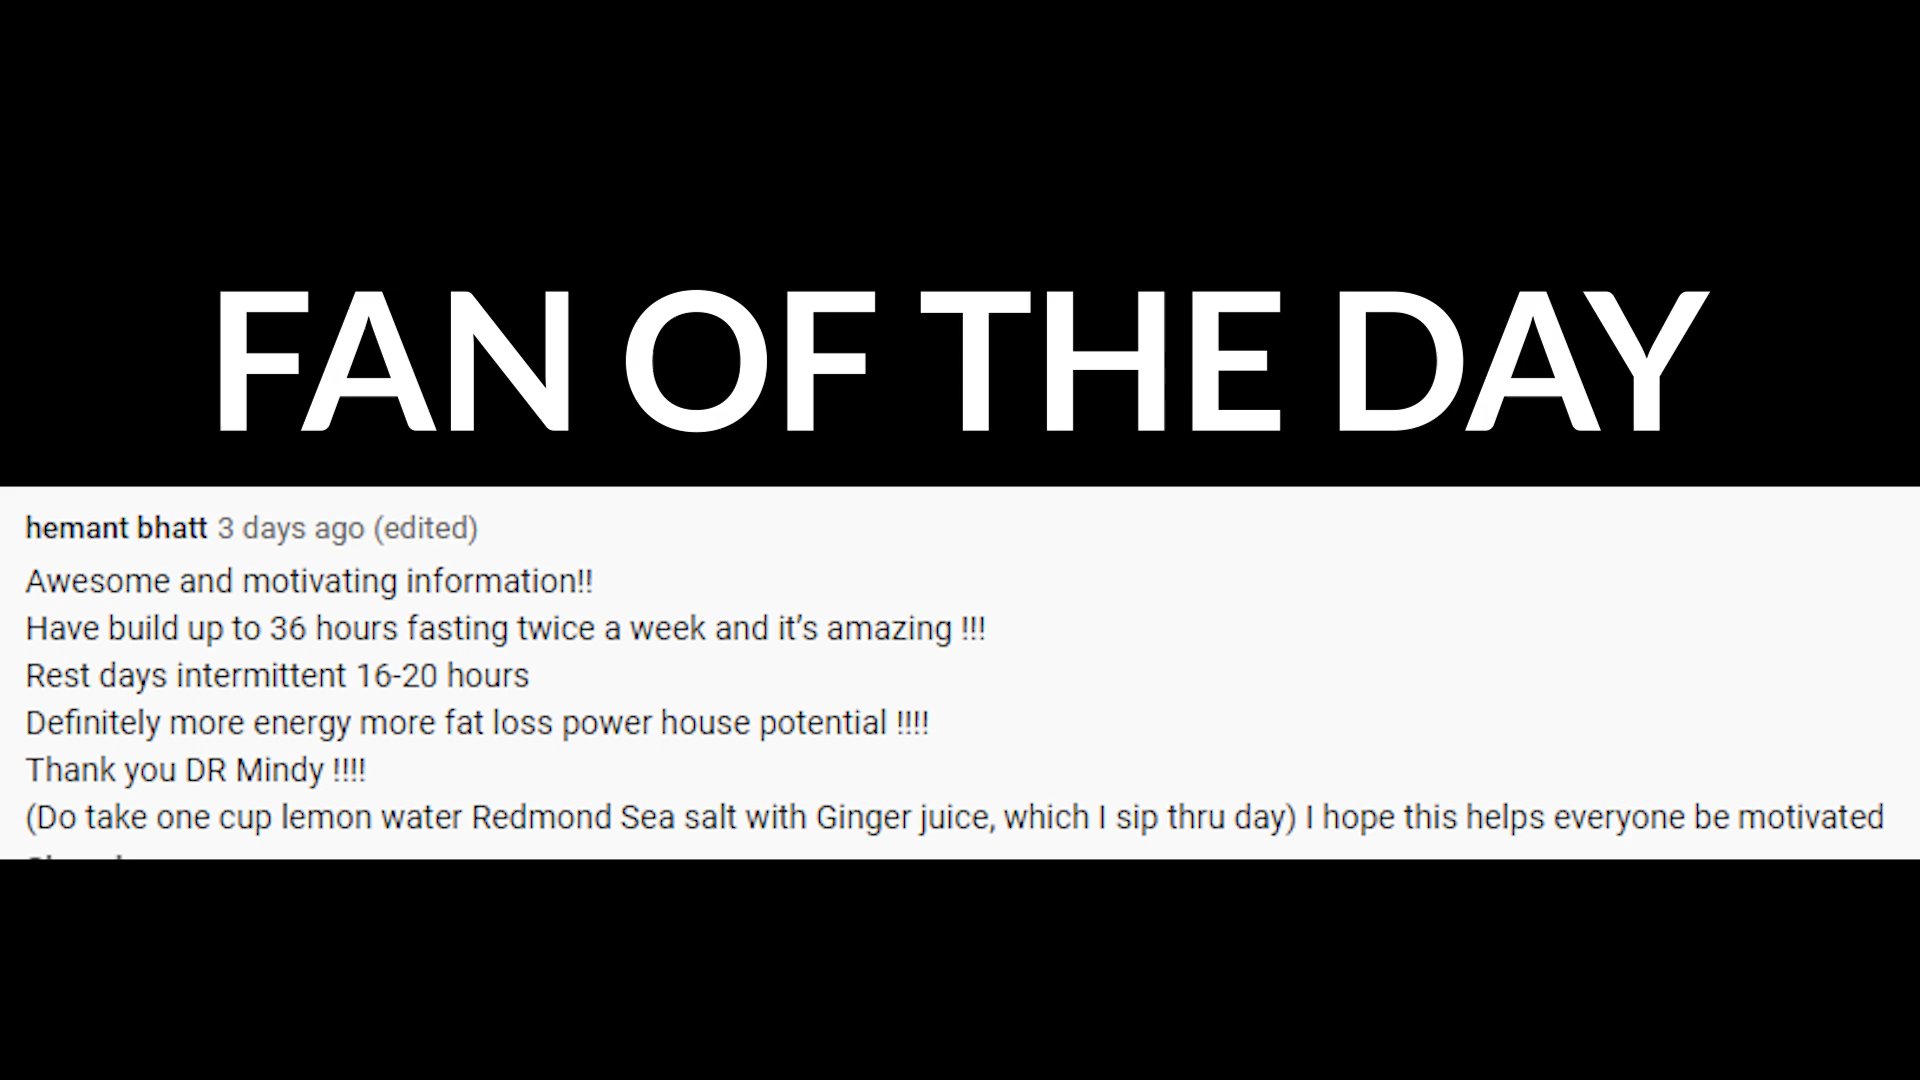 FAN OF THE DAY
hemant bhatt 3 days ago (edited)
Awesome and motivating information!!
Have build up to 36 hours fasting twice a week and it’s amazing !!!
Rest days intermittent 16-20 hours
Definitely more energy more fat loss power house potential !!!!
Thank you DR Mindy !!!!
(Do take one cup lemon water Redmond Sea salt with Ginger juice, which I sip thru day) I hope this helps everyone be motivated